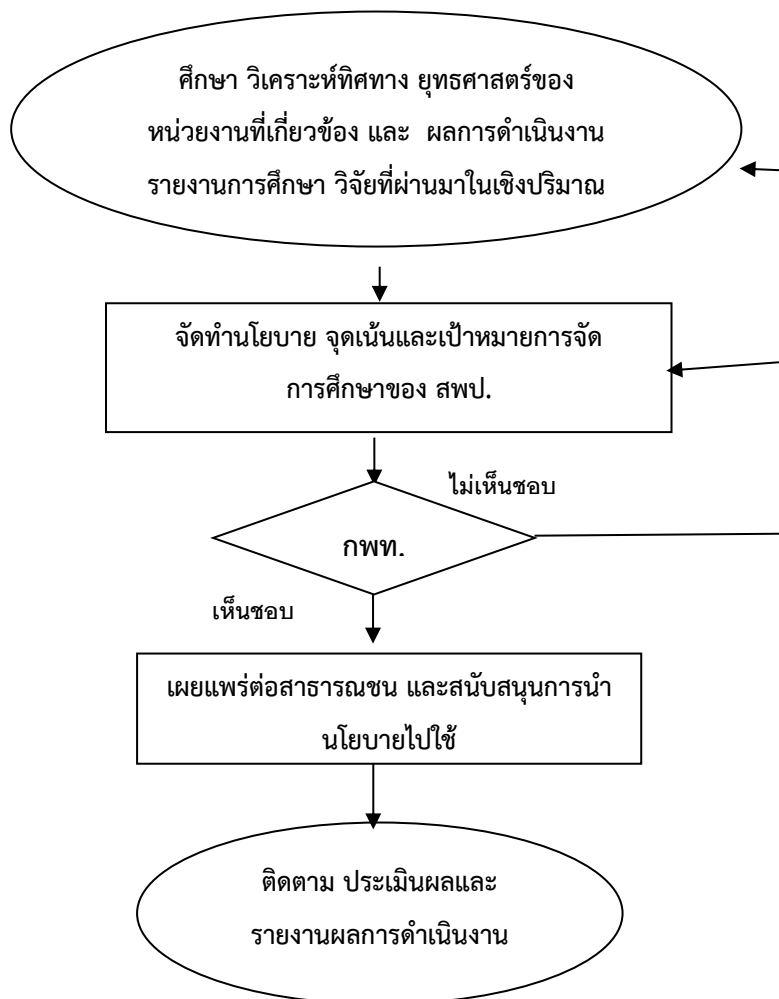 ศึกษา วิเคราะห์ทิศทาง ยุทธศาสตร์ของ
หน่วยงานที่เกี่ยวข้อง และ ผลการดำเนินงาน
รายงานการศึกษา วิจัยที่ผ่านมาในเชิงปริมาณ
จัดทำนโยบาย จุดเน้นและเป้าหมายการจัด
การศึกษาของ สพป.
ไม่เห็นชอบ
กพท.
เห็นชอบ
เผยแพร่ต่อสาธารณชน และสนับสนุนการนำ
นโยบายไปใช้
ติดตาม ประเมินผลและ
รายงานผลการดำเนินงาน